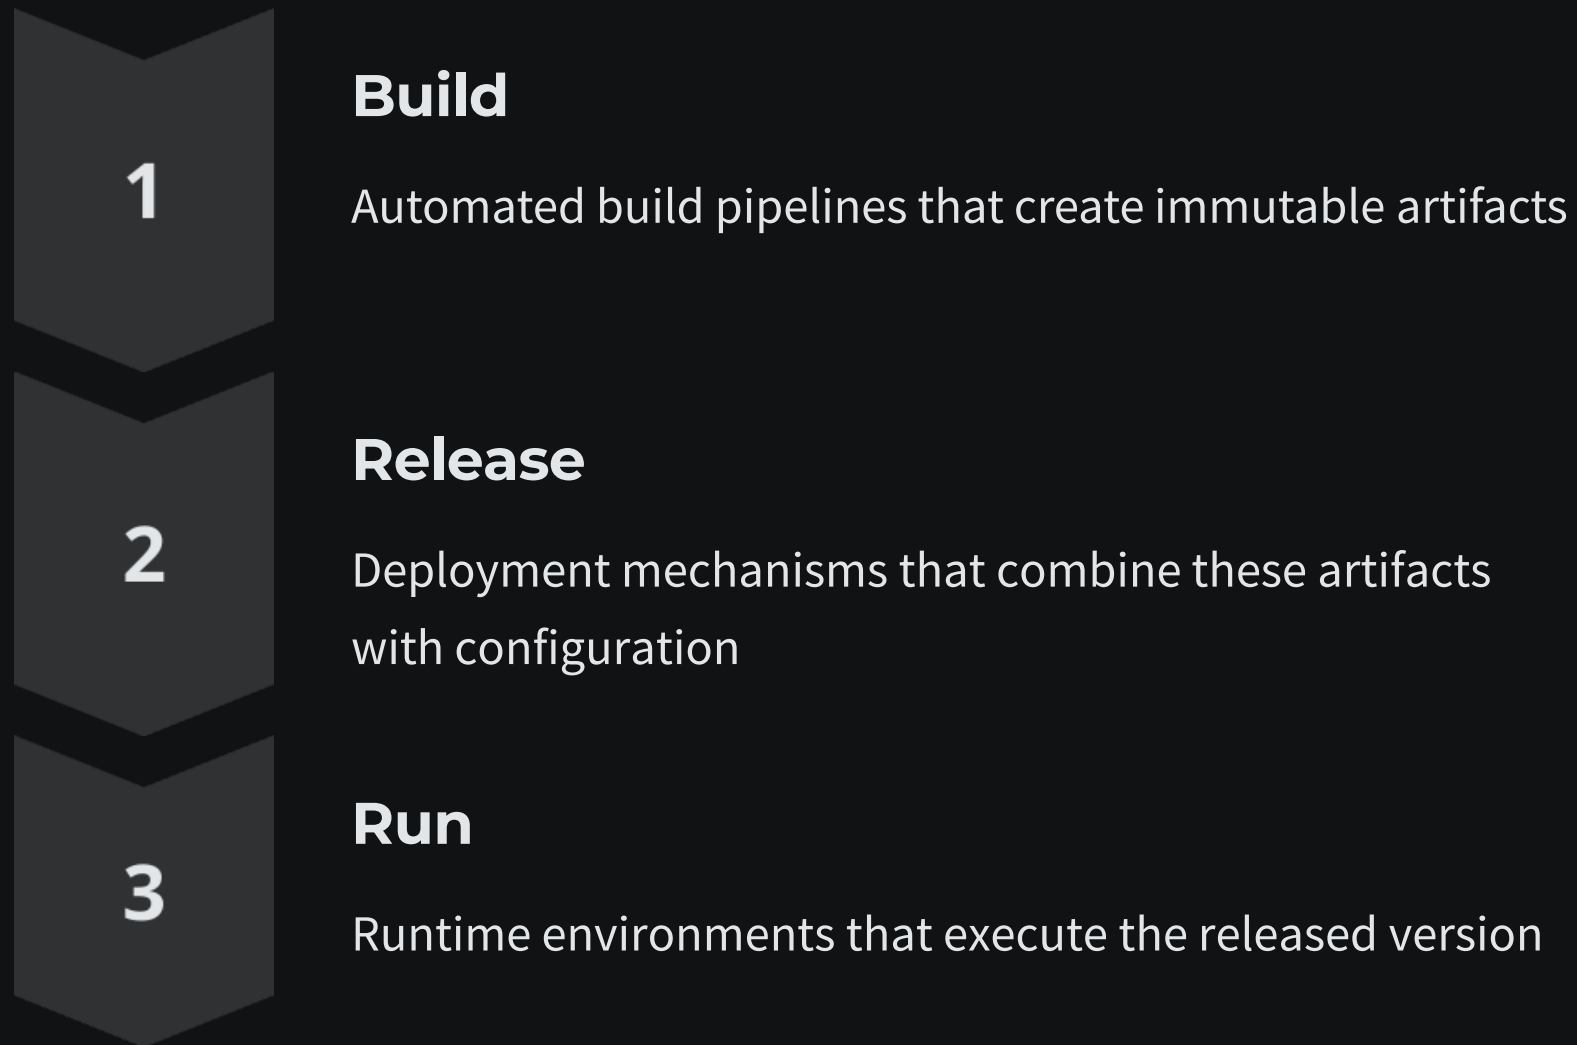 1
Build
Automated build pipelines that create immutable artifacts
2
Release
Deployment mechanisms that combine these artifacts
with configuration
3
Run
Runtime environments that execute the released version